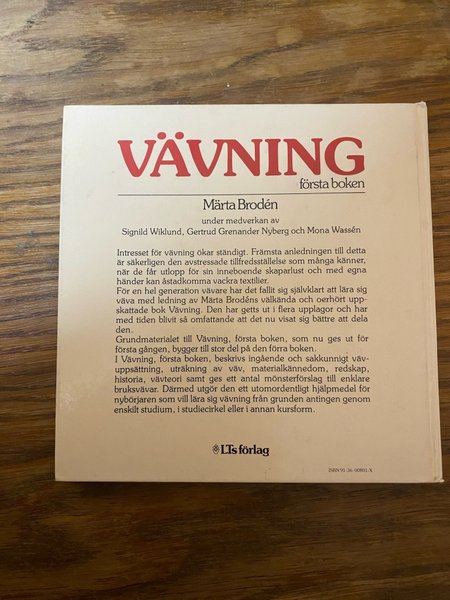 VÄVNING
första boken
Märta Brodén
under medverkan av
Signild Wiklund, Gertrud Grenander Nyberg och Mona Wassén
Intresset för vävning ökar ständigt. Främsta anledningen till detta
är säkerligen den avstressade tillfredsställelse som många känner,
när de får utlopp för sin inneboende skaparlust och med egna
händer kan åstadkomma vackra textilier.
För en hel generation vävare har det fallit sig självklart att lära sig
väva med ledning av Märta Brodéns välkända och oerhört upp-
skattade bok Vävning. Den har getts ut i flera upplagor och har
med tiden blivit så omfattande att det nu visat sig bättre att dela
den.
Grundmaterialet till Vävning, första boken, som nu ges ut för
första gången, bygger till stor del på den förra boken.
I Vävning, första boken, beskrivs ingående och sakkunnigt väv-
uppsättning, uträkning av väv, materialkännedom, redskap,
historia, vävteori samt ges ett antal mönsterförslag till enklare
bruksvävar. Därmed utgör den ett utomordentligt hjälpmedel för
nybörjaren som vill lära sig vävning från grunden antingen genom
enskilt studium, i studiecirkel eller i annan kursform.
LTs förlag
ISBN 91-36-00801-X